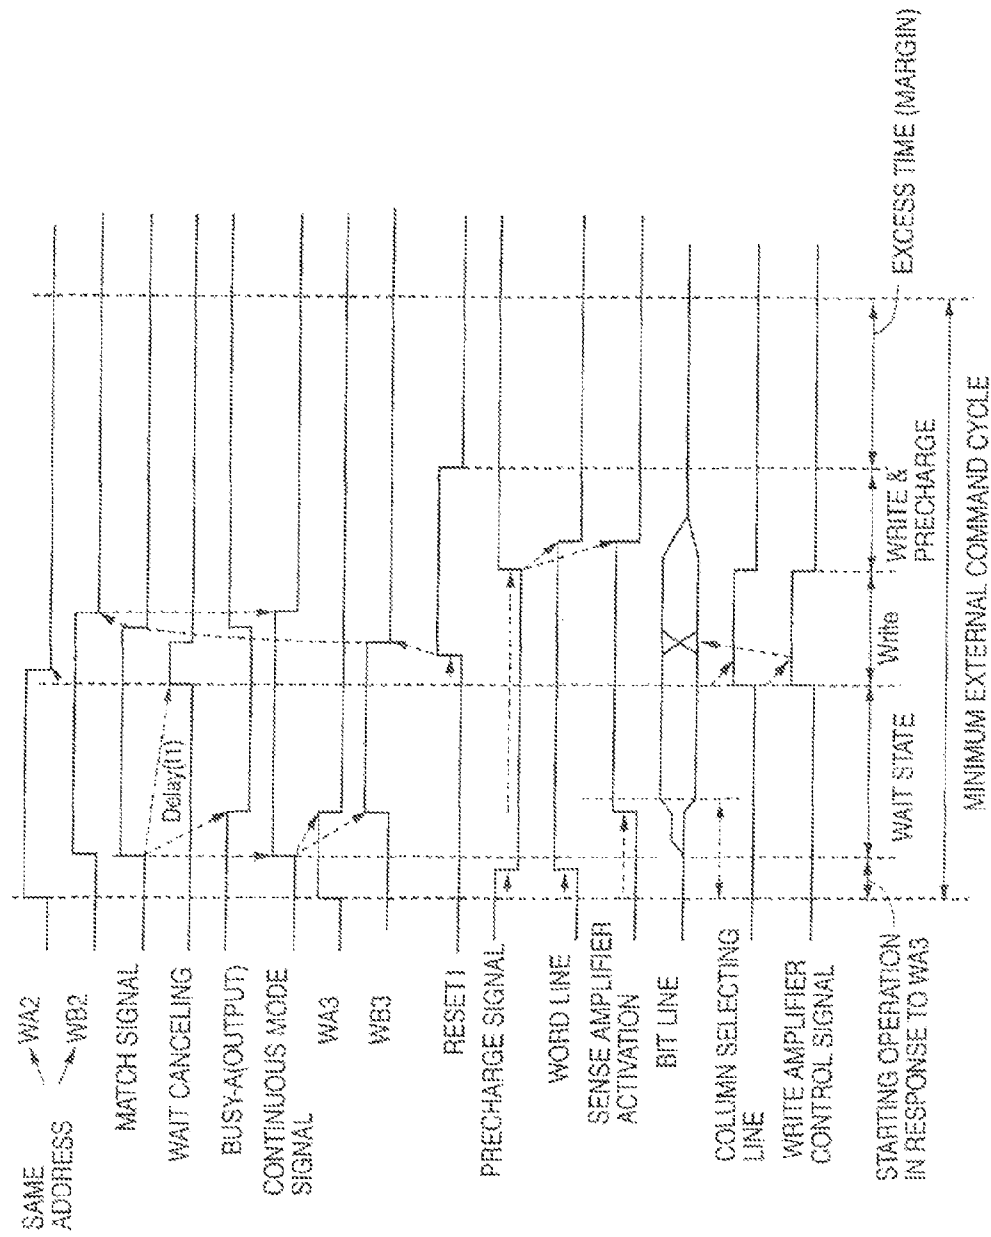 SAME
ADDRESS
WA2
WB2
MATCH SIGNAL
WAIT CANCELING
BUSY-A(OUTPUT)
CONTINUOUS MODE
SIGNAL
WA3
WB3
RESET1
PRECHARGE SIGNAL
WORD LINE
SENSE AMPLIFIER
ACTIVATION
BIT LINE
COLUMN SELECTING
LINE
WRITE AMPLIFIER
CONTROL SIGNAL
STARTING OPERATION
IN RESPONSE TO WA3
Delay(t1)
WAIT STATE
Write
WRITE &
PRECHARGE
EXCESS TIME (MARGIN)
MINIMUM EXTERNAL COMMAND CYCLE